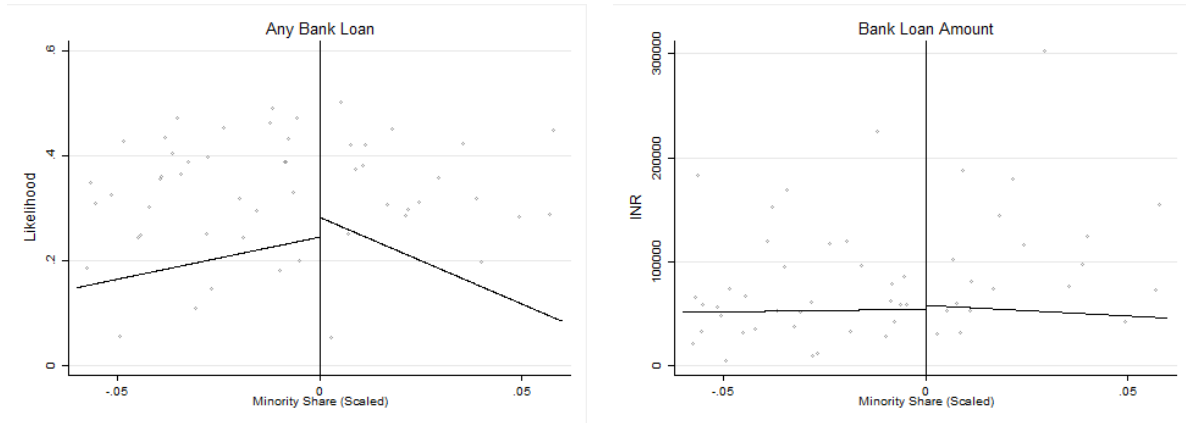 Any Bank Loan
Likelihood
.6
.4
.2
0
-.05
0
.05
Minority Share (Scaled)
Bank Loan Amount
INR
300000
200000
100000
0
-.05
0
.05
Minority Share (Scaled)